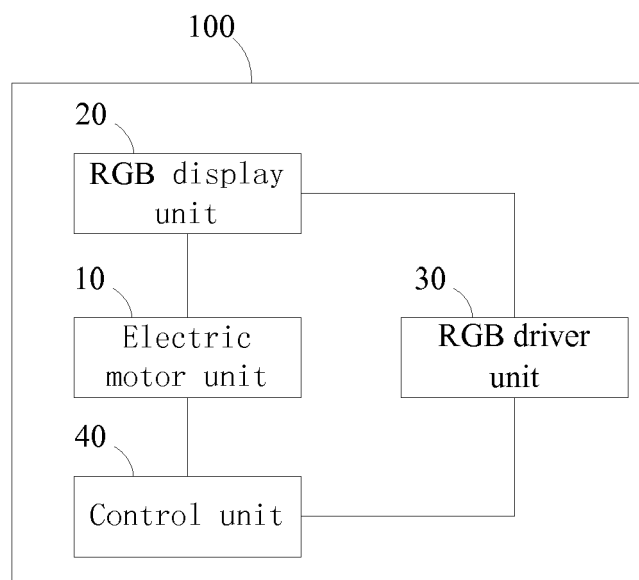 100
20
RGB display
unit
10
30
Electric
motor unit
RGB driver
unit
40
Control unit